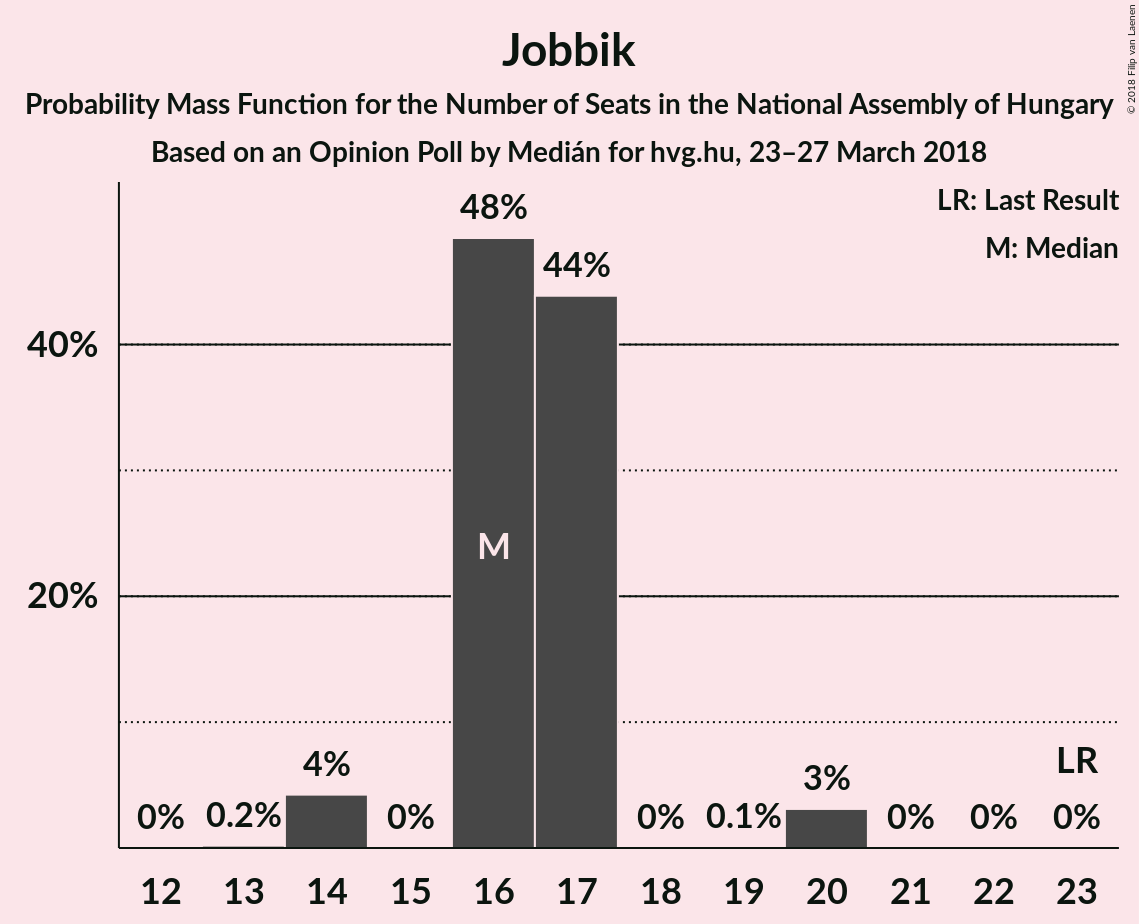 Jobbik
Probability Mass Function for the Number of Seats in the National Assembly of Hungary
Based on an Opinion Poll by Medián for hvg.hu, 23–27 March 2018
© 2018 Filip van Laenen
LR: Last Result
M: Median
48%
44%
40%
M
20%
LR
4%
3%
0%
0.2%
0%
0%
0.1%
0%
0%
0%
12 13 14 15 16 17 18 19 20 21 22 23